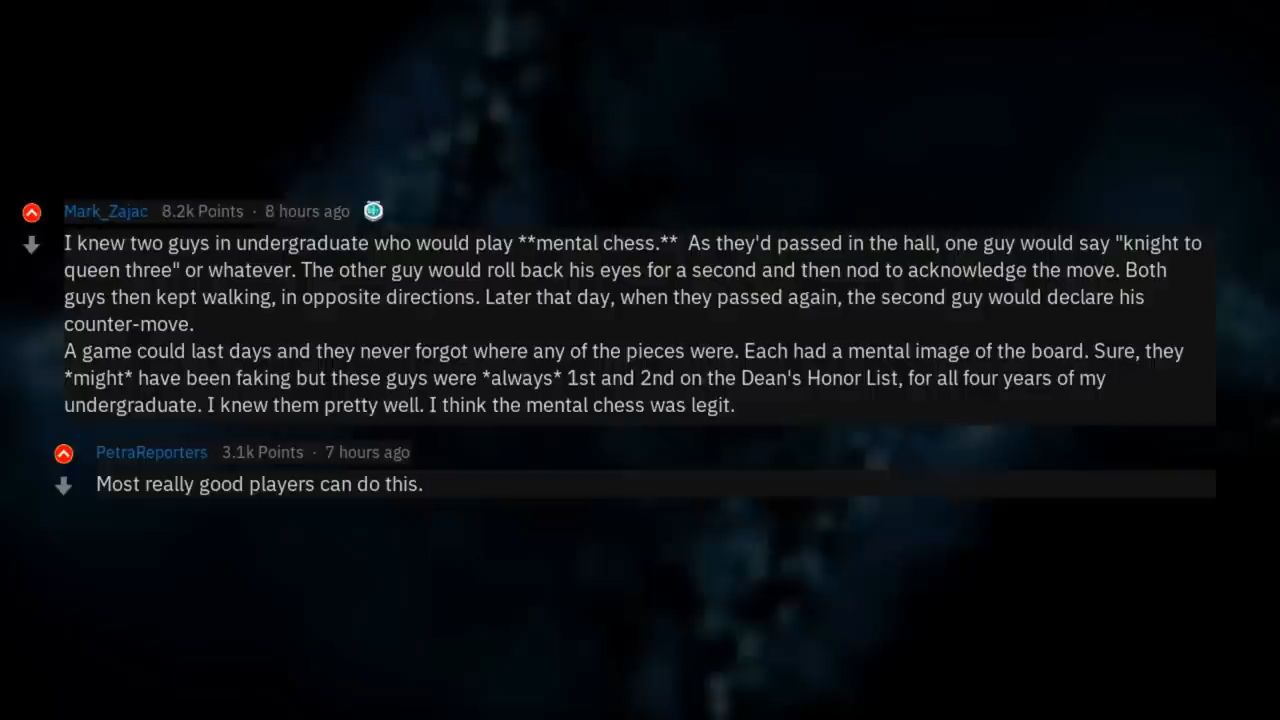 Mark_Zajac 8.2k Points · 8 hours ago
I knew two guys in undergraduate who would play **mental chess.**  As they'd passed in the hall, one guy would say "knight to
queen three" or whatever. The other guy would roll back his eyes for a second and then nod to acknowledge the move. Both
guys then kept walking, in opposite directions. Later that day, when they passed again, the second guy would declare his
counter-move.
A game could last days and they never forgot where any of the pieces were. Each had a mental image of the board. Sure, they
*might* have been faking but these guys were *always* 1st and 2nd on the Dean's Honor List, for all four years of my
undergraduate. I knew them pretty well. I think the mental chess was legit.
PetraReporters 3.1k Points · 7 hours ago
Most really good players can do this.